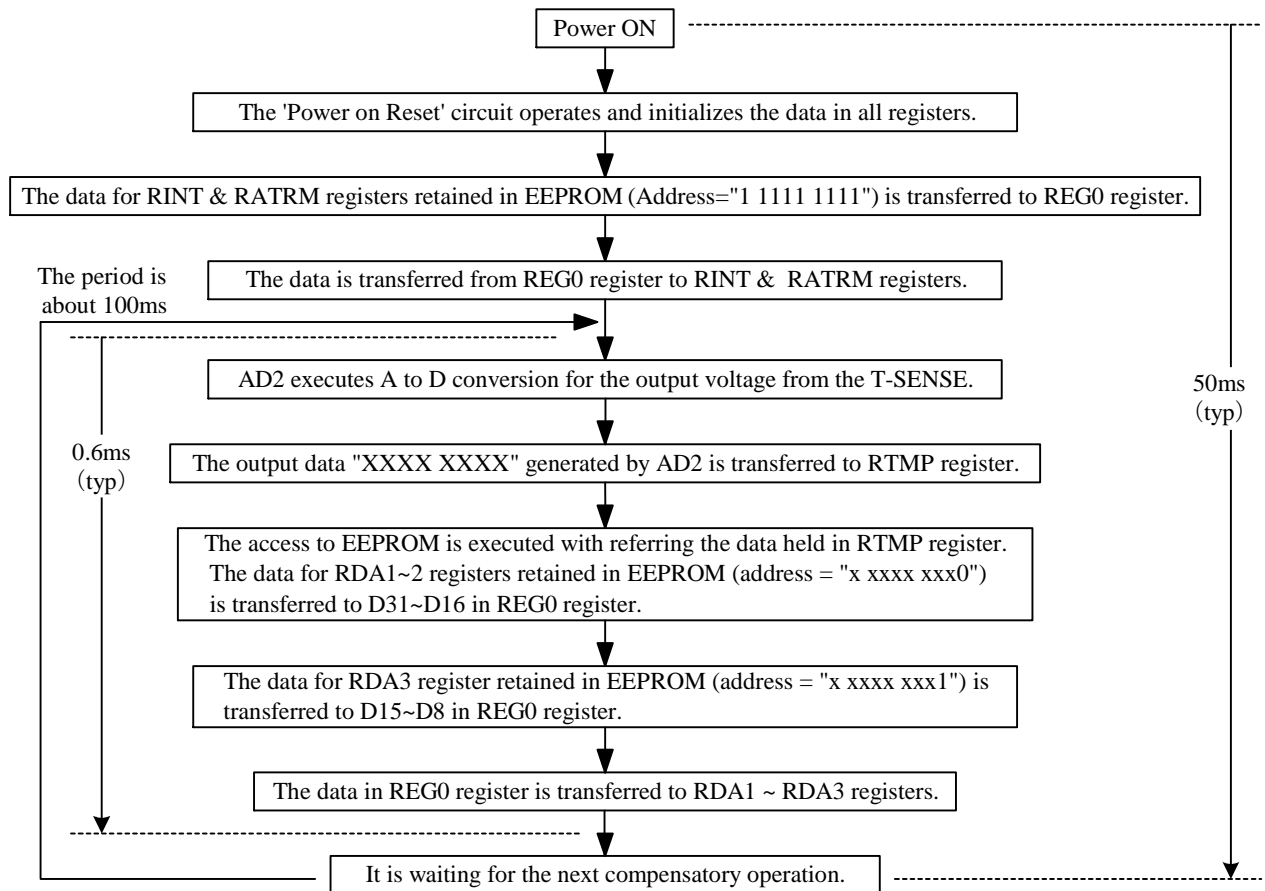 Power ON
The 'Power on Reset' circuit operates and initializes the data in all registers.
The data for RINT & RATRM registers retained in EEPROM (Address="1 1111 1111") is transferred to REG0 register.
The period is
about 100ms
The data is transferred from REG0 register to RINT & RATRM registers.
AD2 executes A to D conversion for the output voltage from the T-SENSE.
50ms
（typ）
0.6ms
（typ）
The output data "XXXX XXXX" generated by AD2 is transferred to RTMP register.
The access to EEPROM is executed with referring the data held in RTMP register.
The data for RDA1~2 registers retained in EEPROM (address = "x xxxx xxx0")
is transferred to D31~D16 in REG0 register.
The data for RDA3 register retained in EEPROM (address = "x xxxx xxx1") is
transferred to D15~D8 in REG0 register.
The data in REG0 register is transferred to RDA1 ~ RDA3 registers.
It is waiting for the next compensatory operation.